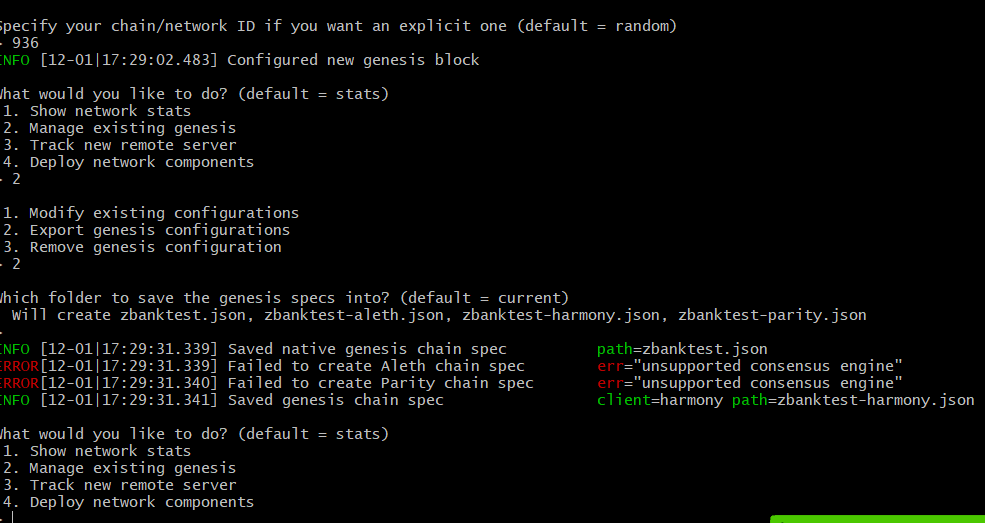 Specify your chain/network ID if you want an explicit one (default = random)
> 936
INFO [12-01|17:29:02.483] Configured new genesis block
What would you like to do? (default = stats)
1. Show network stats
2. Manage existing genesis
3. Track new remote server
4. Deploy network components
> 2
1. Modify existing configurations
2. Export genesis configurations
3. Remove genesis configuration
> 2
Which folder to save the genesis specs into? (default = current)
Will create zbanktest.json, zbanktest-aleth.json, zbanktest-harmony.json, zbanktest-parity.json
>
INFO [12-01|17:29:31.339] Saved native genesis chain spec path=zbanktest.json
ERROR[12-01|17:29:31.339] Failed to create Aleth chain spec err="unsupported consensus engine"
ERROR[12-01|17:29:31.340] Failed to create Parity chain spec err="unsupported consensus engine"
INFO [12-01|17:29:31.341] Saved genesis chain spec client=harmony path=zbanktest-harmony.json
What would you like to do? (default = stats)
1. Show network stats
2. Manage existing genesis
3. Track new remote server
4. Deploy network components
>